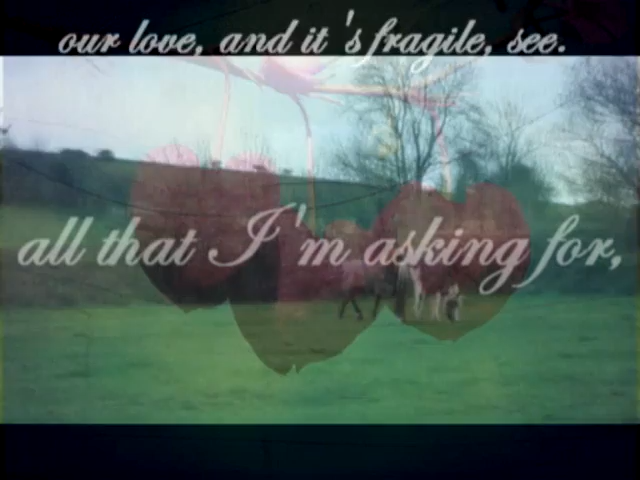 our love, and it 's fragile, see.
all that I'm asking for,